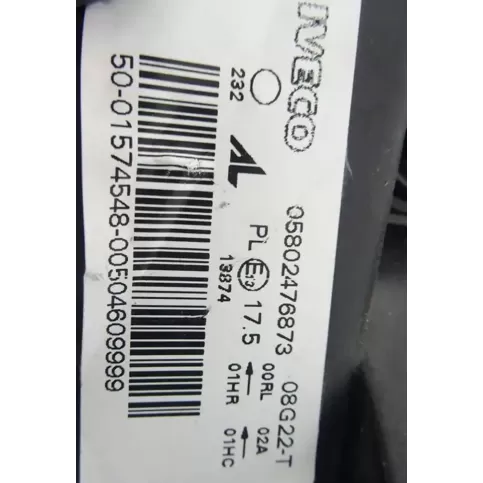 IVECO
05802476873 08G22-T
232 AL PL E13 17.5 00RL 02A
13874 01HR 01HC
50-01574548-00504609999